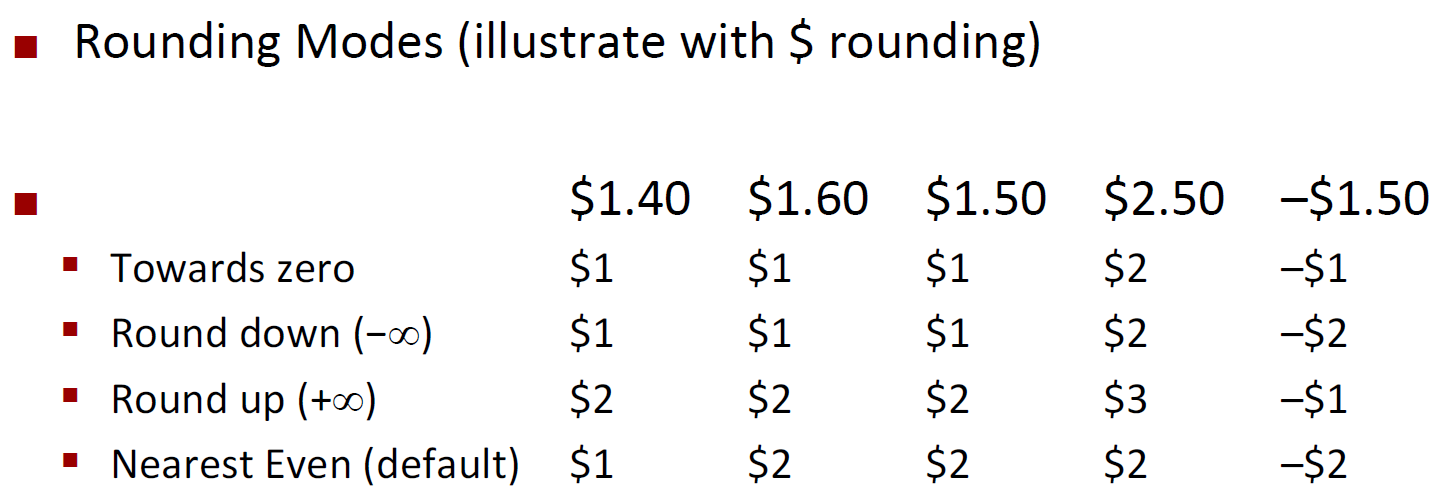 ■ Rounding Modes (illustrate with $ rounding)
■ $1.40 $1.60 $1.50 $2.50 –$1.50
▪ Towards zero $1 $1 $1 $2 –$1
▪ Round down (−∞) $1 $1 $1 $2 –$2
▪ Round up (+∞) $2 $2 $2 $3 –$1
▪ Nearest Even (default) $1 $2 $2 $2 –$2